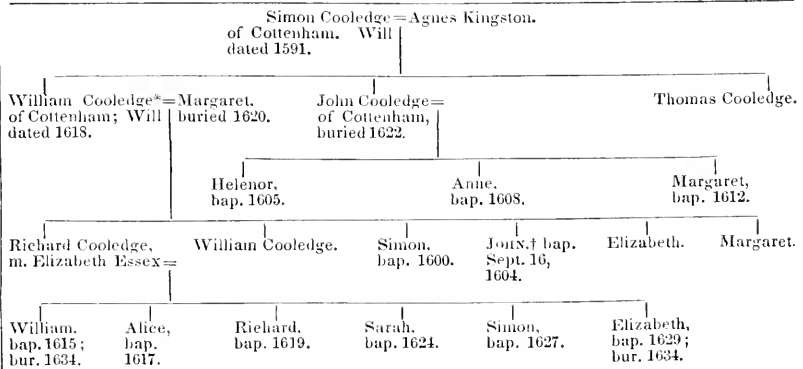 Simon Cooledge=Agnes Kingston.
of Cottenham. Will
dated 1591.
William Cooledge*= Margaret.
of Cottenham; Will buried 1620.
dated 1618.
John Cooledge=
of Cottenham,
buried 1622.
Thomas Cooledge.
Helenor,
bap. 1605.
Anne,
bap. 1608.
Margaret,
bap. 1612.
Richard Cooledge,
m. Elizabeth Essex=
William Cooledge.
Simon,
bap. 1600.
JOHN,† bap.
Sept. 16,
1604.
Elizabeth.
Margaret.
William,
bap. 1615;
bur. 1634.
Alice,
bap.
1617.
Richard,
bap. 1619.
Sarah,
bap. 1624.
Simon,
bap. 1627.
Elizabeth,
bap. 1629;
bur. 1634.